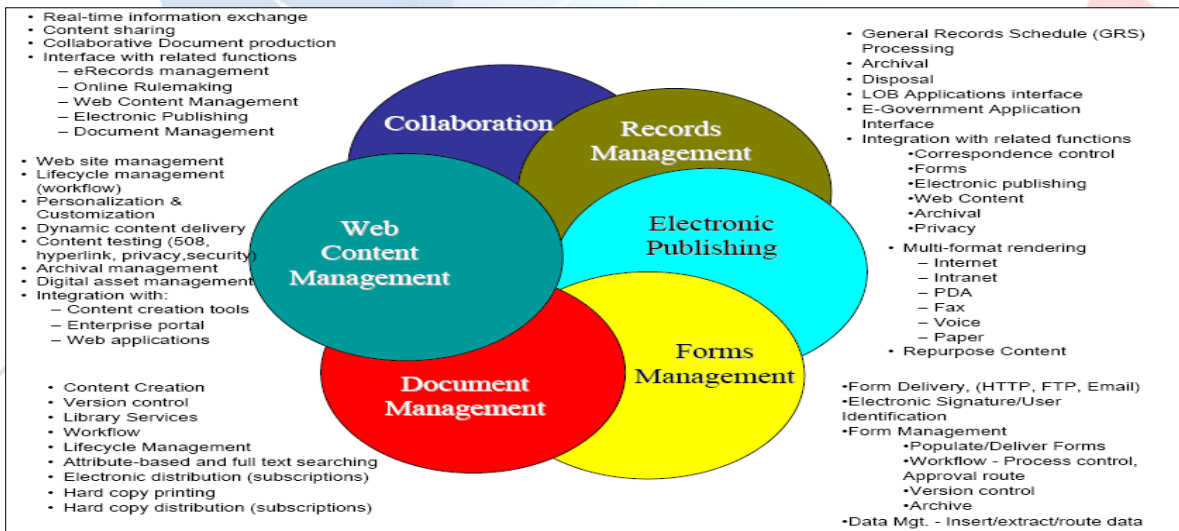 • Real-time information exchange
• Content sharing
• Collaborative Document production
• Interface with related functions
– eRecords management
– Online Rulemaking
– Web Content Management
– Electronic Publishing
– Document Management
• Web site management
• Lifecycle management
(workflow)
• Personalization &
Customization
• Dynamic content delivery
• Content testing (508,
hyperlink, privacy,security)
• Archival management
• Digital asset management
• Integration with:
– Content creation tools
– Enterprise portal
– Web applications
• Content Creation
• Version control
• Library Services
• Workflow
• Lifecycle Management
• Attribute-based and full text searching
• Electronic distribution (subscriptions)
• Hard copy printing
• Hard copy distribution (subscriptions)
Collaboration
Records
Management
Web
Content
Management
Electronic
Publishing
Document
Management
Forms
Management
• General Records Schedule (GRS)
Processing
• Archival
• Disposal
• LOB Applications interface
• E-Government Application
Interface
• Integration with related functions
•Correspondence control
•Forms
•Electronic publishing
•Web Content
•Archival
•Privacy
• Multi-format rendering
– Internet
– Intranet
– PDA
– Fax
– Voice
– Paper
• Repurpose Content
•Form Delivery, (HTTP, FTP, Email)
•Electronic Signature/User
Identification
•Form Management
•Populate/Deliver Forms
•Workflow - Process control,
Approval route
•Version control
•Archive
•Data Mgt. - Insert/extract/route data